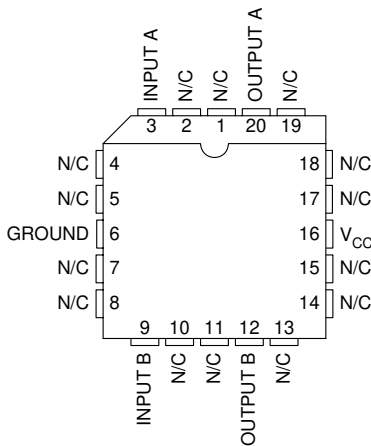 INPUT A
N/C
N/C
OUTPUT A
N/C
3 2 1 20 19
N/C 4 18 N/C
N/C 5 17 N/C
GROUND 6 16 VCC
N/C 7 15 N/C
N/C 8 14 N/C
9 10 11 12 13
INPUT B
N/C
N/C
OUTPUT B
N/C